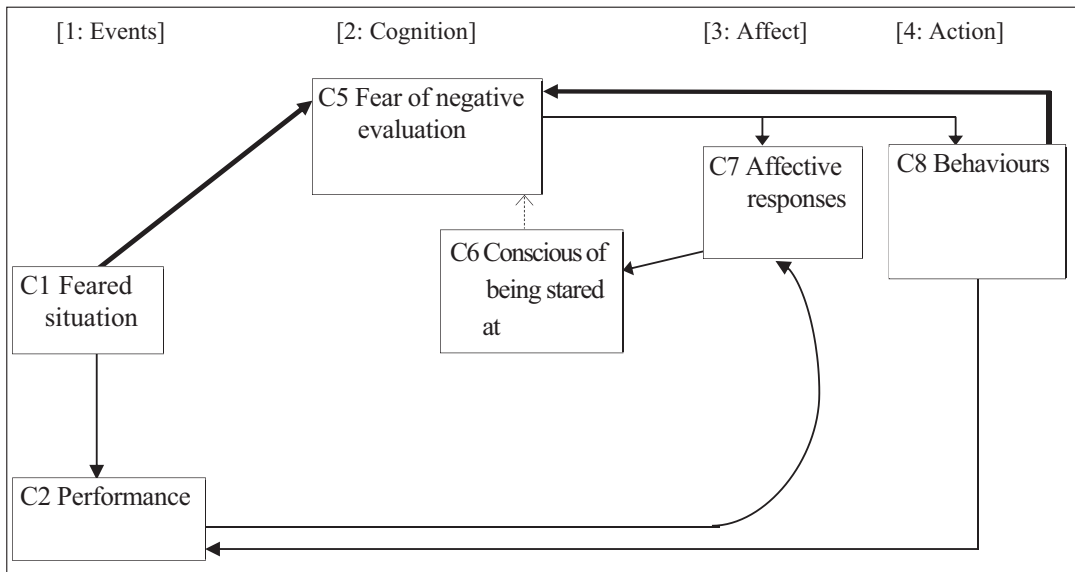 [1: Events] [2: Cognition] [3: Affect] [4: Action]
C5 Fear of negative
evaluation
C7 Affective
responses
C8 Behaviours
C6 Conscious of
being stared
at
C1 Feared
situation
C2 Performance